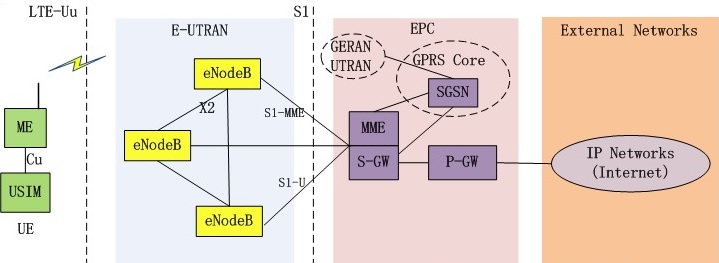 LTE-Uu
S1
E-UTRAN
EPC
External Networks
GERAN
UTRAN
GPRS Core
eNodeB
SGSN
X2
S1-MME
ME
MME
eNodeB
Cu
S-GW
P-GW
IP Networks
(Internet)
USIM
S1-U
eNodeB
UE